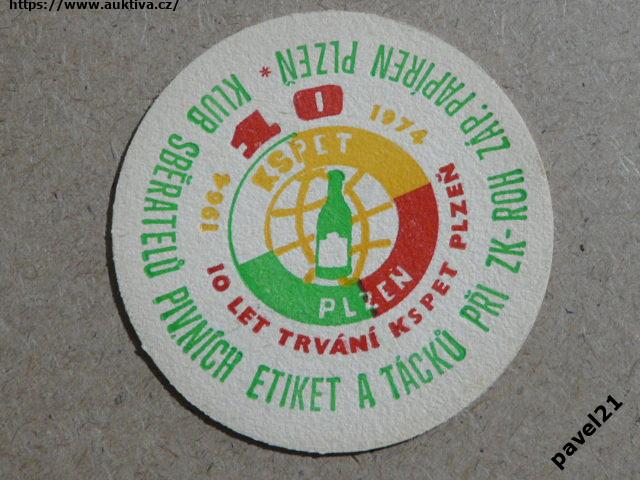 https://www.auktiva.cz/
* KLUB SBĚRATELŮ PIVNÍCH ETIKET A TÁCKŮ PŘI ZK-ROH ZÁP. PAPÍREN PLZEŇ
10
1964
1974
KSPET
PLZEŇ
10 LET TRVÁNÍ KSPET PLZEŇ
pavel21